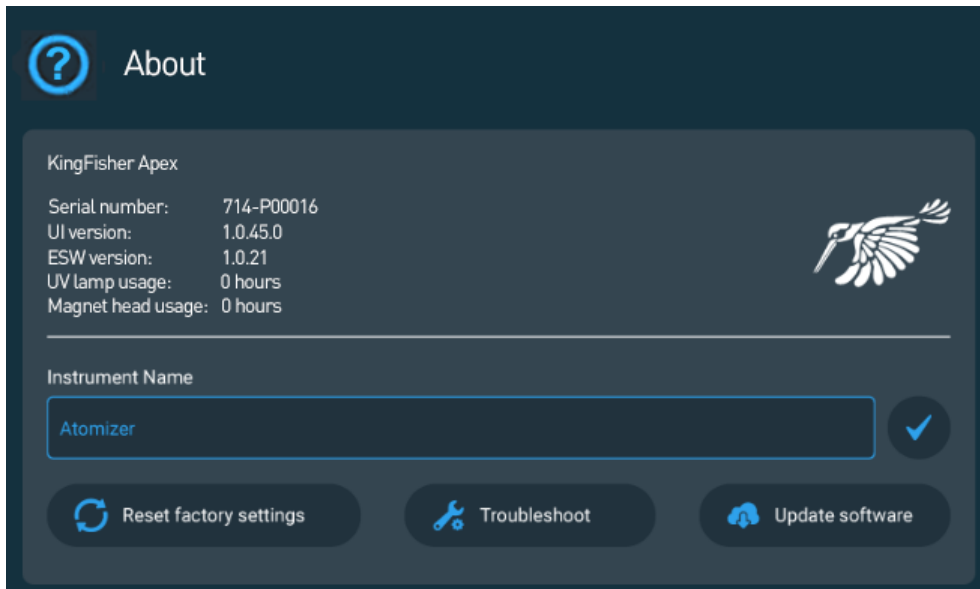 ?
About
KingFisher Apex
Serial number: 714-P00016
UI version: 1.0.45.0
ESW version: 1.0.21
UV lamp usage: 0 hours
Magnet head usage: 0 hours
Instrument Name
Atomizer
Reset factory settings
Troubleshoot
Update software